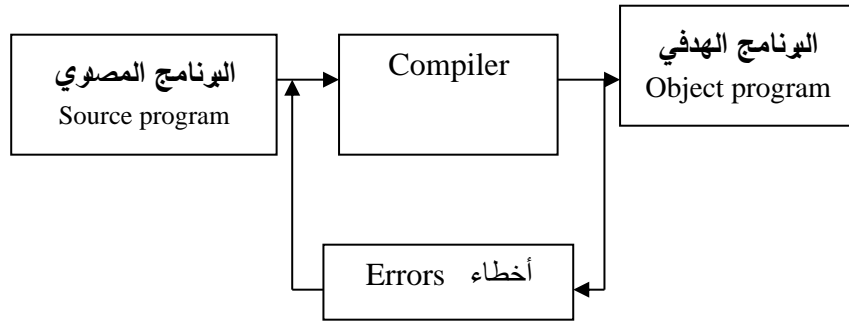 البرنامج المصدري
Source program
Compiler
البرنامج الهدفي
Object program
Errors أخطاء